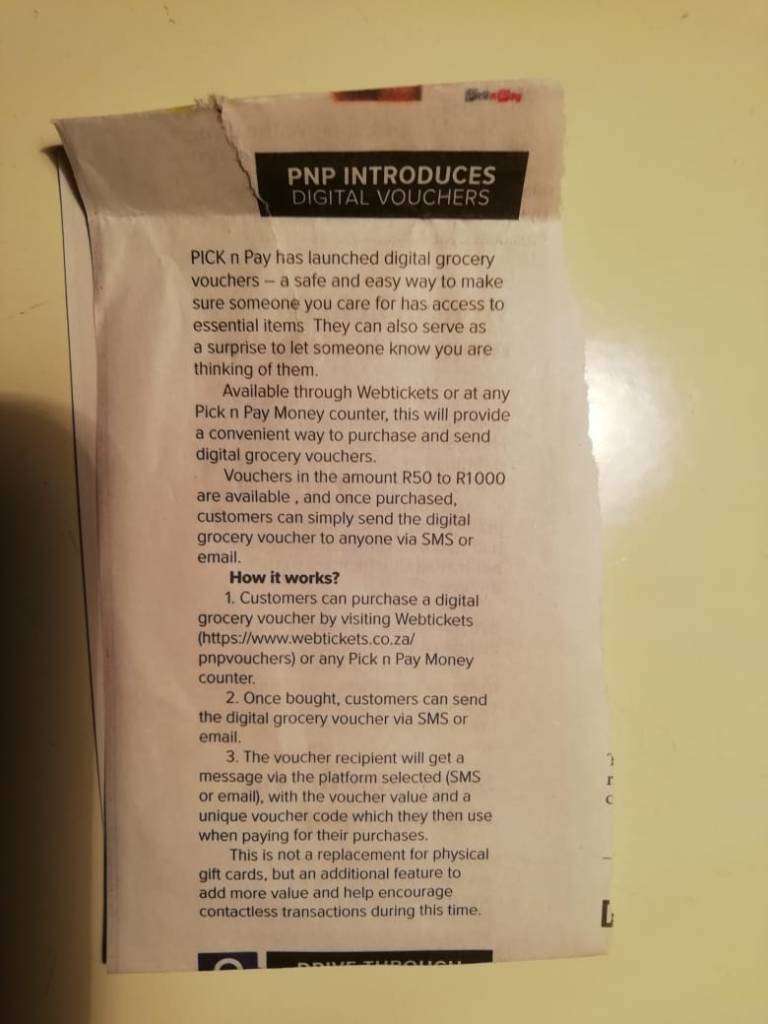 Pick n Pay
PNP INTRODUCES
DIGITAL VOUCHERS
PICK n Pay has launched digital grocery
vouchers – a safe and easy way to make
sure someone you care for has access to
essential items They can also serve as
a surprise to let someone know you are
thinking of them.
Available through Webtickets or at any
Pick n Pay Money counter, this will provide
a convenient way to purchase and send
digital grocery vouchers.
Vouchers in the amount R50 to R1000
are available , and once purchased,
customers can simply send the digital
grocery voucher to anyone via SMS or
email.
How it works?
1. Customers can purchase a digital
grocery voucher by visiting Webtickets
(https://www.webtickets.co.za/
pnpvouchers) or any Pick n Pay Money
counter.
2. Once bought, customers can send
the digital grocery voucher via SMS or
email.
3. The voucher recipient will get a
message via the platform selected (SMS
or email), with the voucher value and a
unique voucher code which they then use
when paying for their purchases.
This is not a replacement for physical
gift cards, but an additional feature to
add more value and help encourage
contactless transactions during this time.
DRIVE THROUGH